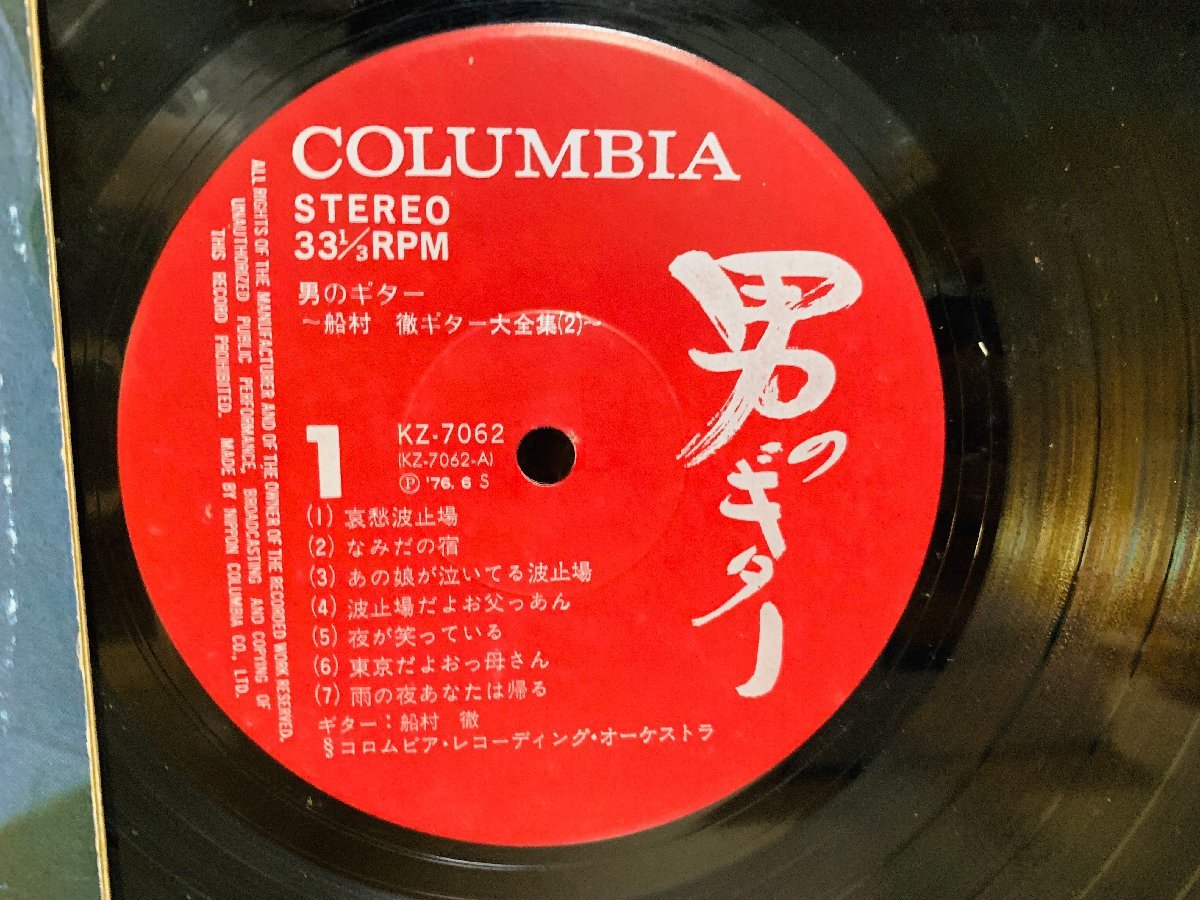 COLUMBIA
STEREO
33⅓RPM
男のギター
～船村 徹ギター大全集(2)～
男のギター
1
KZ-7062
(KZ-7062-A)
Ⓟ '76. 6 S
(1) 哀愁波止場
(2) なみだの宿
(3) あの娘が泣いてる波止場
(4) 波止場だよお父っあん
(5) 夜が笑っている
(6) 東京だよおっ母さん
(7) 雨の夜あなたは帰る
ギター：船村 徹
§コロムビア・レコーディング・オーケストラ
ALL RIGHTS OF THE MANUFACTURER AND OF THE OWNER OF THE RECORDED WORK RESERVED.
UNAUTHORIZED PUBLIC PERFORMANCE, BROADCASTING AND COPYING OF
THIS RECORD PROHIBITED. MADE BY NIPPON COLUMBIA CO., LTD.